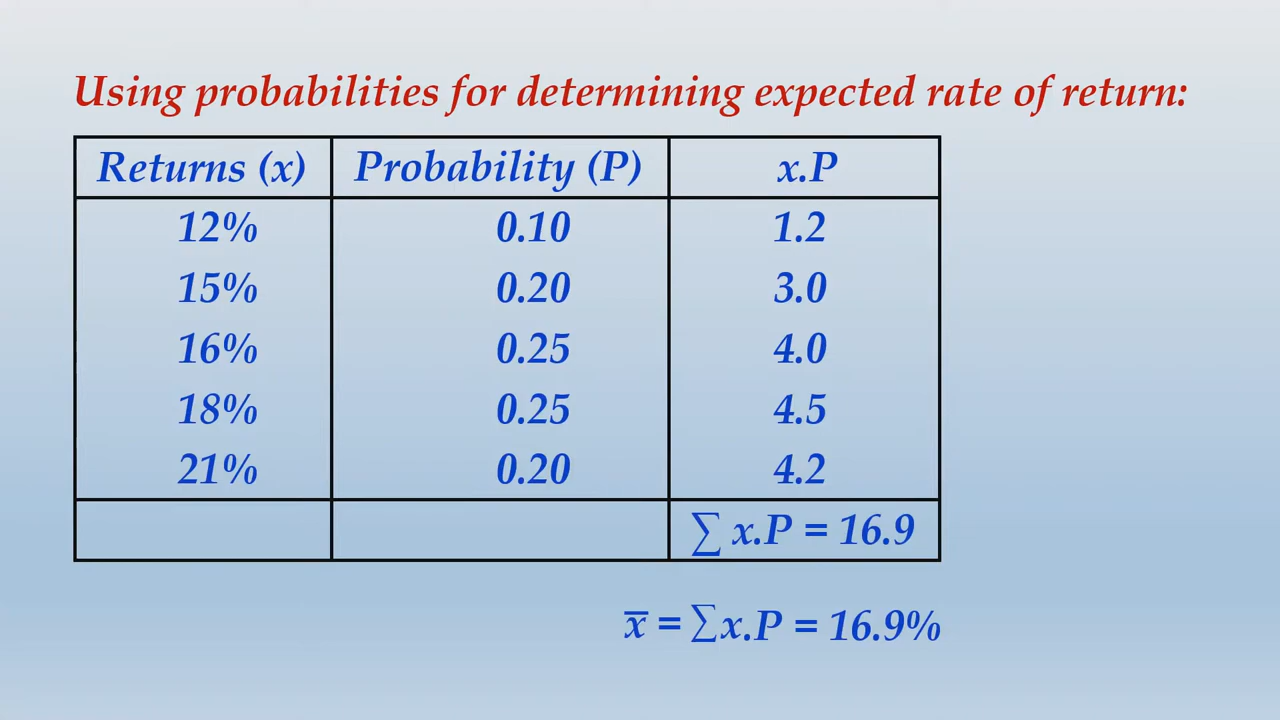 Using probabilities for determining expected rate of return:
Returns (x) Probability (P) x.P
12% 0.10 1.2
15% 0.20 3.0
16% 0.25 4.0
18% 0.25 4.5
21% 0.20 4.2
∑ x.P = 16.9
x̅ = ∑x.P = 16.9%